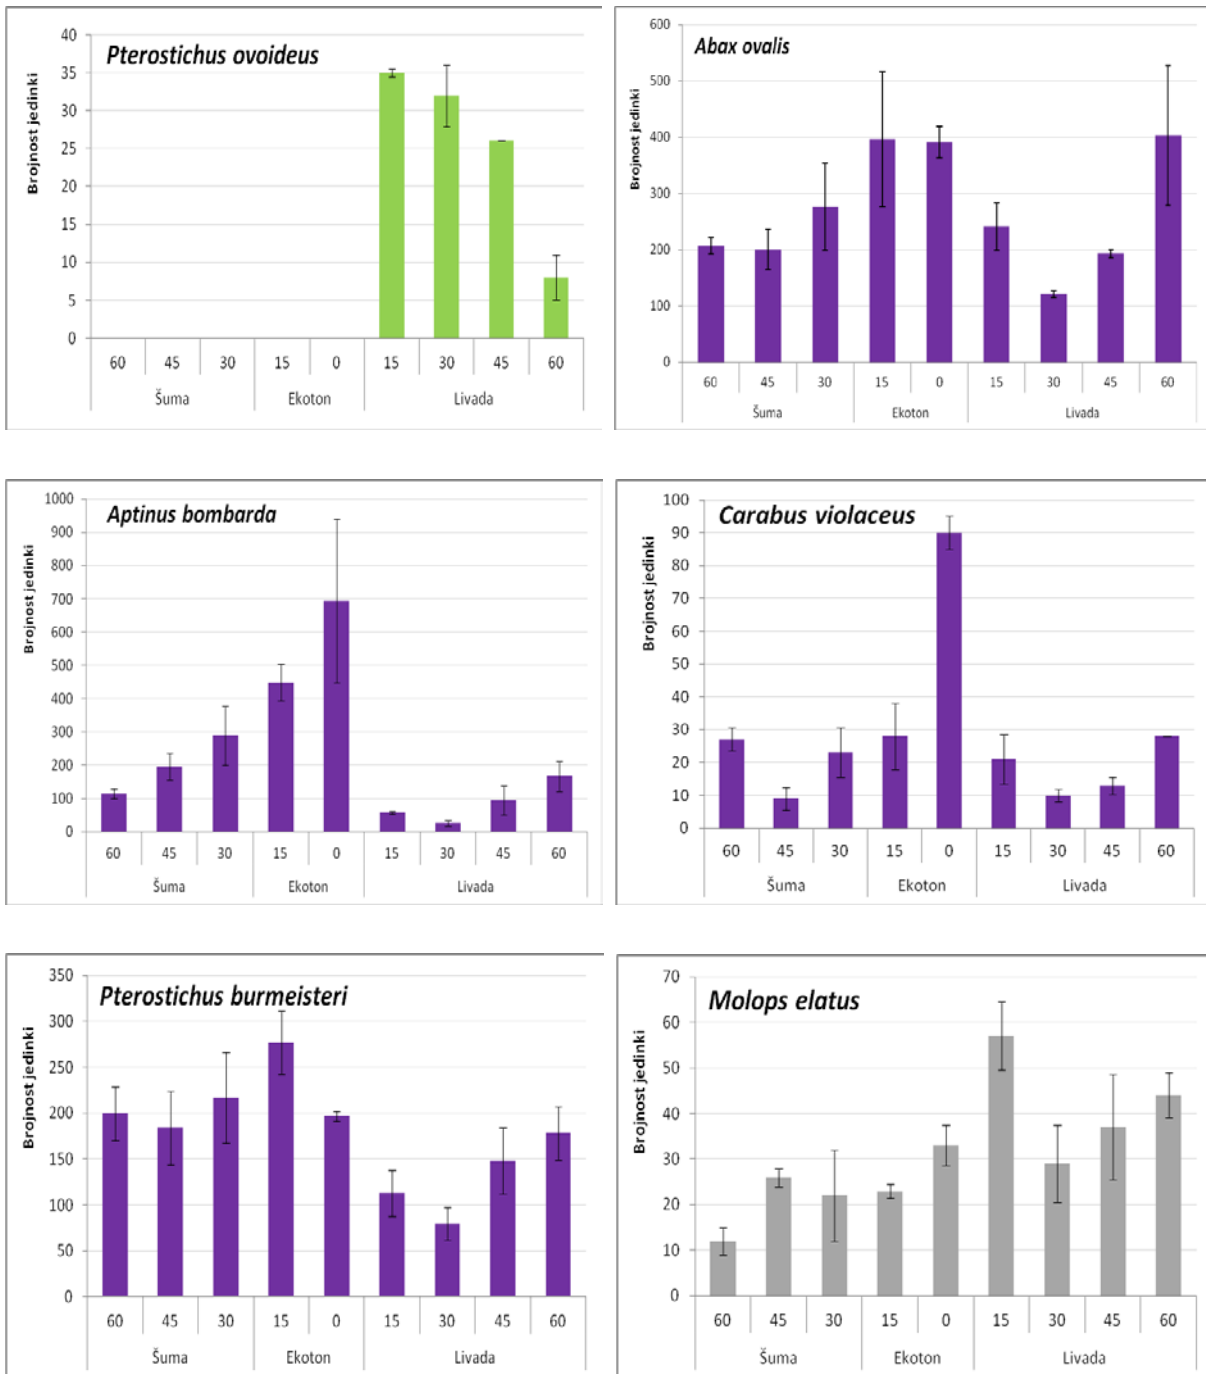 Pterostichus ovoideus
Brojnost jedinki
40
35
30
25
20
15
10
5
0
60 45 30 15 0 15 30 45 60
Šuma Ekoton Livada
Abax ovalis
Brojnost jedinki
600
500
400
300
200
100
0
60 45 30 15 0 15 30 45 60
Šuma Ekoton Livada
Aptinus bombarda
Brojnost jedinki
1000
900
800
700
600
500
400
300
200
100
0
60 45 30 15 0 15 30 45 60
Šuma Ekoton Livada
Carabus violaceus
Brojnost jedinki
100
90
80
70
60
50
40
30
20
10
0
60 45 30 15 0 15 30 45 60
Šuma Ekoton Livada
Pterostichus burmeisteri
Brojnost jedinki
350
300
250
200
150
100
50
0
60 45 30 15 0 15 30 45 60
Šuma Ekoton Livada
Molops elatus
Brojnost jedinki
70
60
50
40
30
20
10
0
60 45 30 15 0 15 30 45 60
Šuma Ekoton Livada